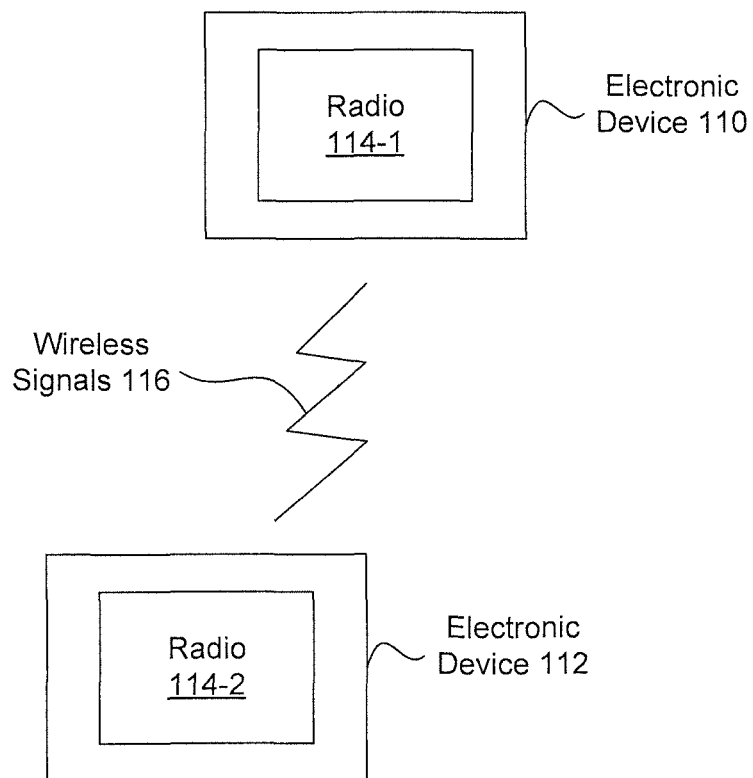 Radio
114-1
Electronic
Device 110
Wireless
Signals 116
Radio
114-2
Electronic
Device 112